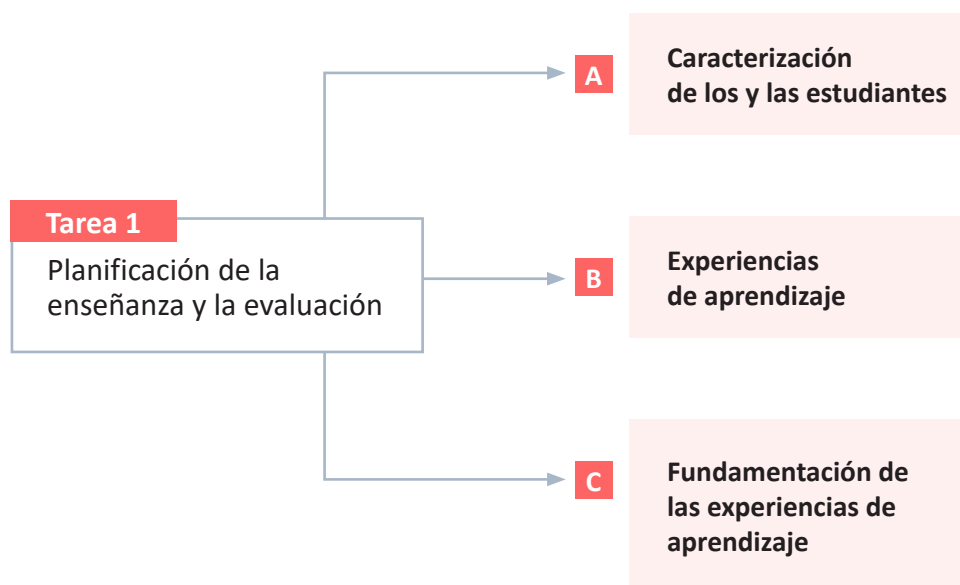 A
Caracterización
de los y las estudiantes
Tarea 1
Planificación de la
enseñanza y la evaluación
B
Experiencias
de aprendizaje
C
Fundamentación de
las experiencias de
aprendizaje